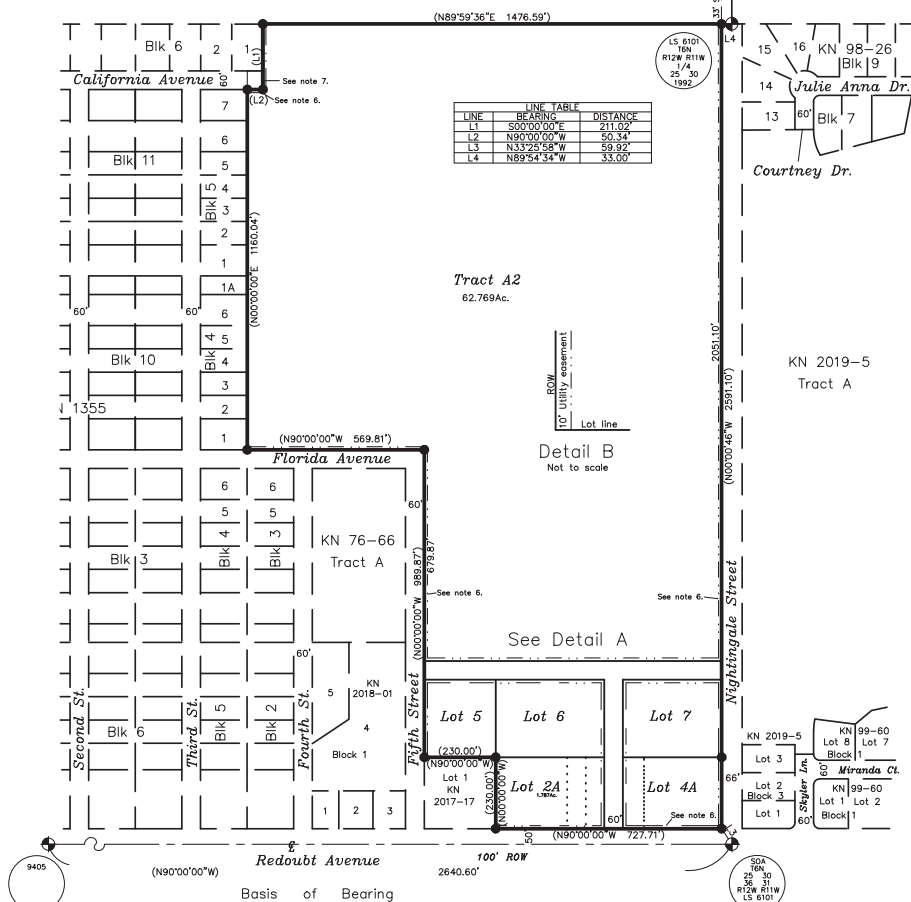 (N89°59'36"E 1476.59')
33'
L4
LS 6101
T6N
R12W R11W
1/4
25 30
1992
Blk 6
2
1
(L1)
California Avenue
60'
See note 7.
(L2)
See note 6.
15
16
KN 98-26
Blk 9
14
Julie Anna Dr.
13
60'
Blk 7
Courtney Dr.
LINE TABLE
LINE BEARING DISTANCE
L1 S00°00'00"E 211.02'
L2 N90°00'00"W 50.34'
L3 N33°25'58"W 59.92'
L4 N89°54'34"W 33.00'
7
6
Blk 11
5
4
Blk 5
3
2
1
1A
(N00°00'00"E 1160.04')
60'
60'
6
5
Blk 4
Blk 10
4
3
N 1355
2
1
Tract A2
62.769Ac.
2051.10'
(N00°00'46"W 2591.10')
KN 2019-5
Tract A
ROW
10' Utility easement
Lot line
Detail B
Not to scale
(N90°00'00"W 569.81')
Florida Avenue
6
6
5
5
Blk 4
Blk 3
Blk 3
60'
KN 76-66
Tract A
(N00°00'00"W 989.87')
679.87'
See note 6.
See note 6.
Nightingale Street
See Detail A
60'
5
KN
2018-01
4
Block 1
Second St.
Blk 6
Third St.
Blk 5
Blk 2
Fourth St.
Fifth Street
Lot 5
Lot 6
Lot 7
(230.00')
(N90°00'00"W)
Lot 1
KN
2017-17
(230.00')
(N00°00'00"W)
Lot 2A
1.787Ac.
Lot 4A
66'
KN 2019-5
Lot 3
Lot 2
Block 3
Lot 1
Skyler Ln.
60'
60'
KN 99-60
Lot 8 Lot 7
Block 1
Miranda Ct.
KN 99-60
Lot 1 Lot 2
Block 1
1
2
3
60'
See note 6.
50'
(N90°00'00"W 727.71')
L3
9405
℄
Redoubt Avenue
100' ROW
(N90°00'00"W)
2640.60'
Basis of Bearing
SOA
T6N
25 30
36 31
R12W R11W
LS 6101